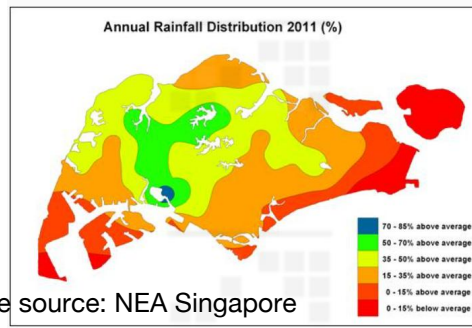 Annual Rainfall Distribution 2011 (%)
70 - 85% above average
50 - 70% above average
35 - 50% above average
15 - 35% above average
0 - 15% above average
0 - 15% below average
e source: NEA Singapore